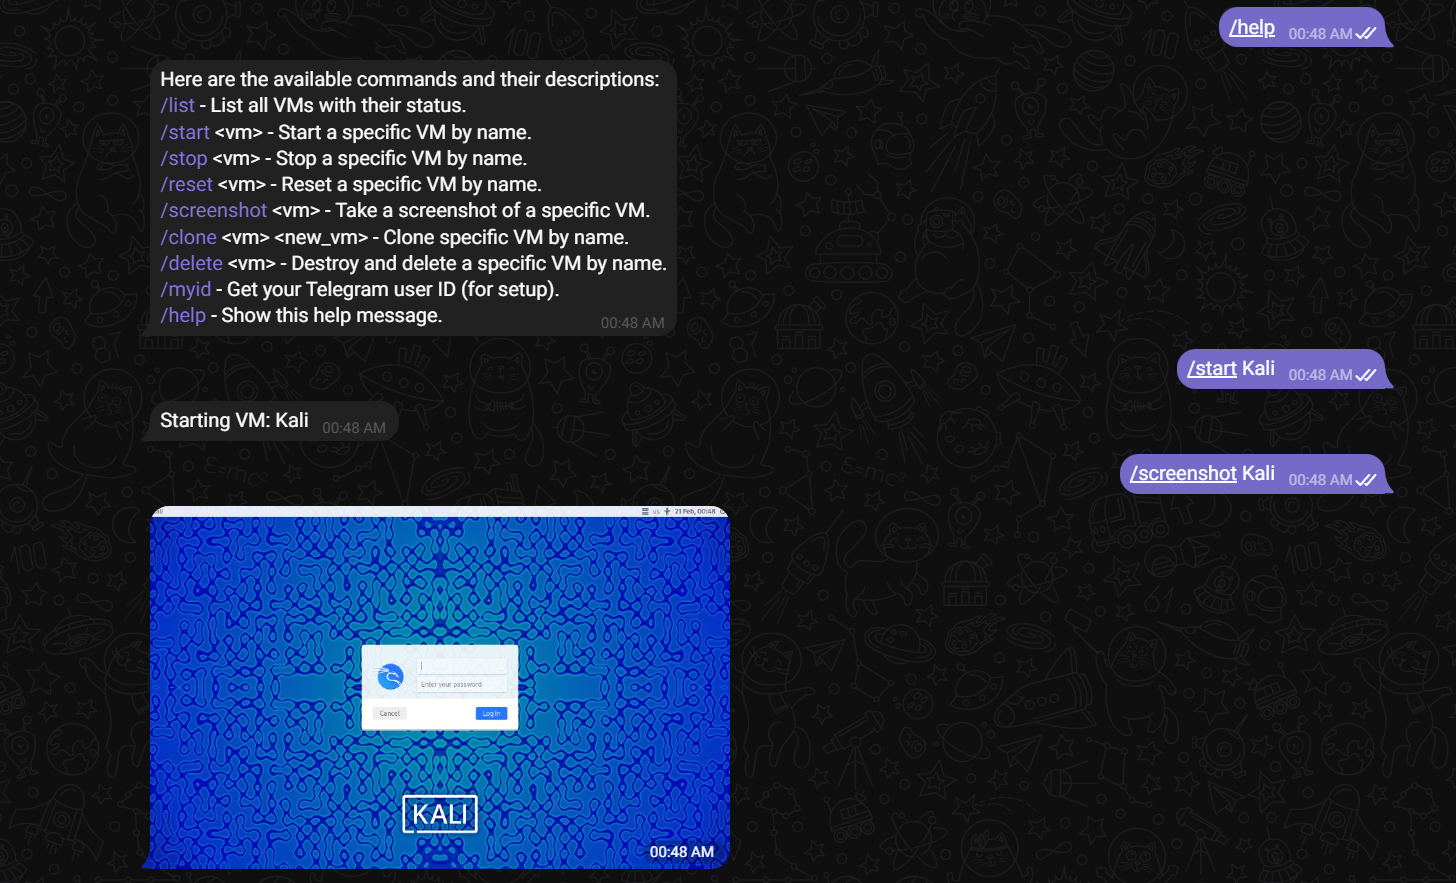 /help 00:48 AM
Here are the available commands and their descriptions:
/list - List all VMs with their status.
/start <vm> - Start a specific VM by name.
/stop <vm> - Stop a specific VM by name.
/reset <vm> - Reset a specific VM by name.
/screenshot <vm> - Take a screenshot of a specific VM.
/clone <vm> <new_vm> - Clone specific VM by name.
/delete <vm> - Destroy and delete a specific VM by name.
/myid - Get your Telegram user ID (for setup).
/help - Show this help message.
00:48 AM
/start Kali 00:48 AM
Starting VM: Kali 00:48 AM
/screenshot Kali 00:48 AM
us 21 Feb, 00:48
Enter your password
Cancel Log In
KALI
00:48 AM